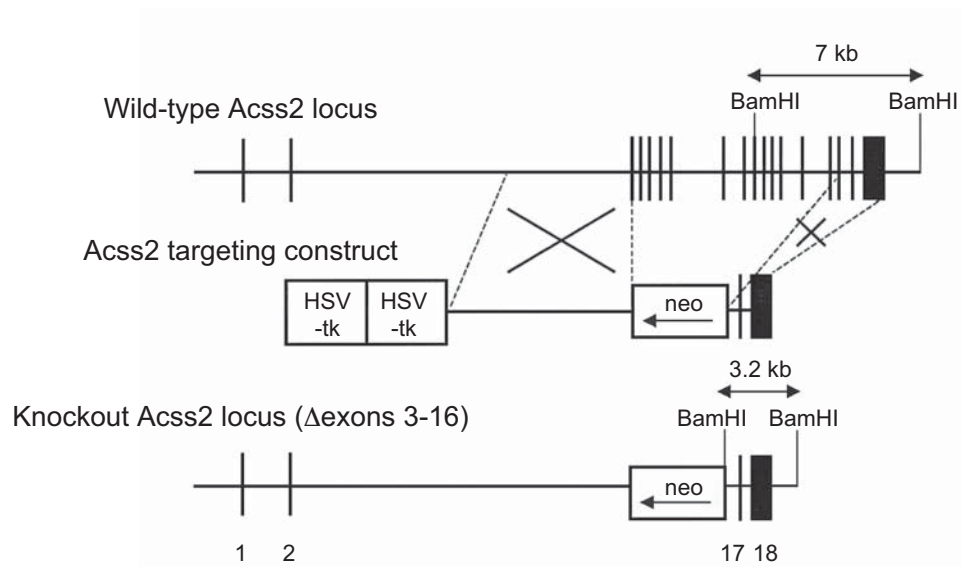 7 kb
Wild-type Acss2 locus
BamHI BamHI
Acss2 targeting construct
HSV HSV neo
-tk -tk
3.2 kb
Knockout Acss2 locus (Δexons 3-16)
BamHI BamHI
neo
1 2 17 18